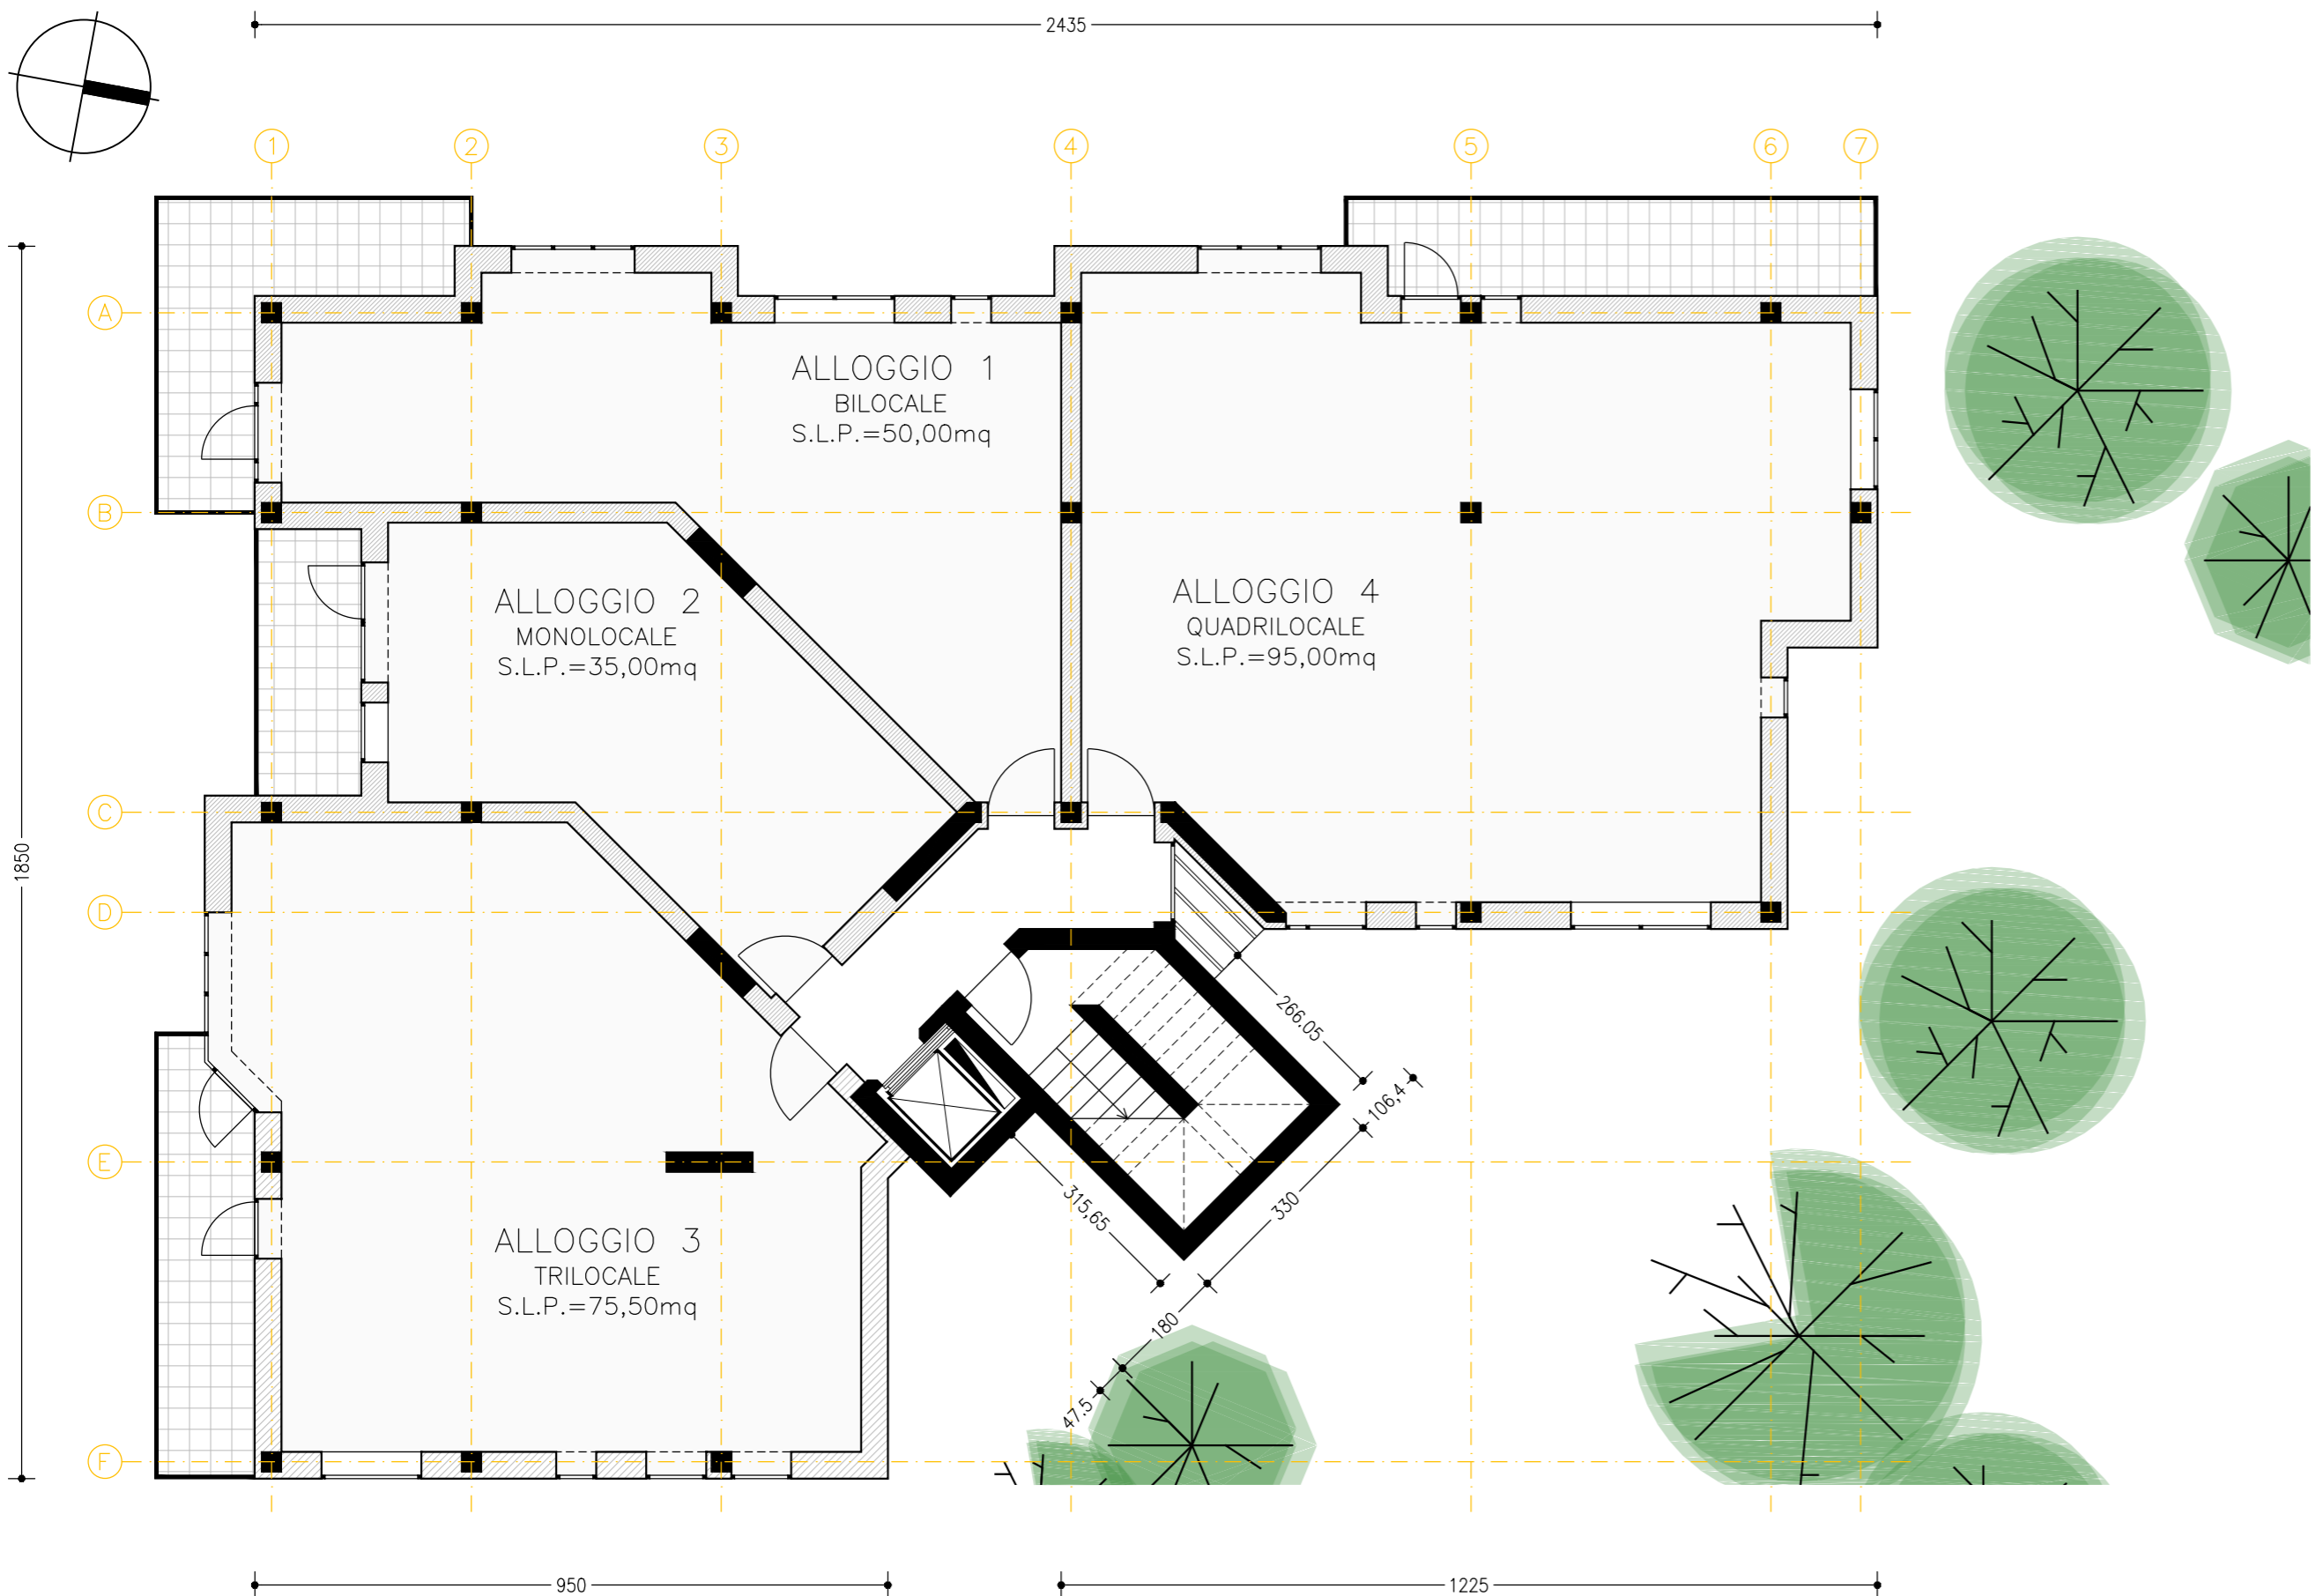 2435
1
2
3
4
5
6
7
A
ALLOGGIO 1
BILOCALE
S.L.P.=50,00mq
B
ALLOGGIO 2
MONOLOCALE
S.L.P.=35,00mq
ALLOGGIO 4
QUADRILOCALE
S.L.P.=95,00mq
C
1850
D
266.05
106,4
E
315,65
330
ALLOGGIO 3
TRILOCALE
S.L.P.=75,50mq
180
47.5
F
950
1225